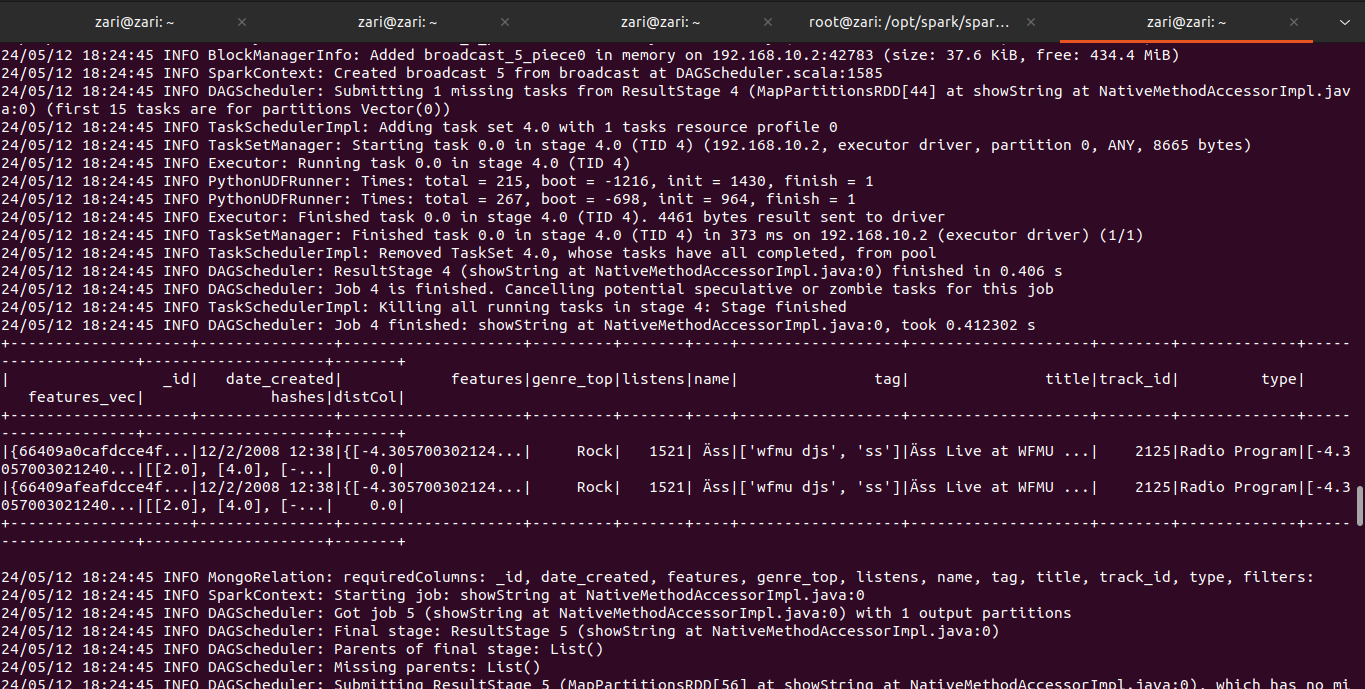 zari@zari: ~ × zari@zari: ~ × zari@zari: ~ × root@zari: /opt/spark/spar... × zari@zari: ~ ×
24/05/12 18:24:45 INFO BlockManagerInfo: Added broadcast_5_piece0 in memory on 192.168.10.2:42783 (size: 37.6 KiB, free: 434.4 MiB)
24/05/12 18:24:45 INFO SparkContext: Created broadcast 5 from broadcast at DAGScheduler.scala:1585
24/05/12 18:24:45 INFO DAGScheduler: Submitting 1 missing tasks from ResultStage 4 (MapPartitionsRDD[44] at showString at NativeMethodAccessorImpl.jav
a:0) (first 15 tasks are for partitions Vector(0))
24/05/12 18:24:45 INFO TaskSchedulerImpl: Adding task set 4.0 with 1 tasks resource profile 0
24/05/12 18:24:45 INFO TaskSetManager: Starting task 0.0 in stage 4.0 (TID 4) (192.168.10.2, executor driver, partition 0, ANY, 8665 bytes)
24/05/12 18:24:45 INFO Executor: Running task 0.0 in stage 4.0 (TID 4)
24/05/12 18:24:45 INFO PythonUDFRunner: Times: total = 215, boot = -1216, init = 1430, finish = 1
24/05/12 18:24:45 INFO PythonUDFRunner: Times: total = 267, boot = -698, init = 964, finish = 1
24/05/12 18:24:45 INFO Executor: Finished task 0.0 in stage 4.0 (TID 4). 4461 bytes result sent to driver
24/05/12 18:24:45 INFO TaskSetManager: Finished task 0.0 in stage 4.0 (TID 4) in 373 ms on 192.168.10.2 (executor driver) (1/1)
24/05/12 18:24:45 INFO TaskSchedulerImpl: Removed TaskSet 4.0, whose tasks have all completed, from pool
24/05/12 18:24:45 INFO DAGScheduler: ResultStage 4 (showString at NativeMethodAccessorImpl.java:0) finished in 0.406 s
24/05/12 18:24:45 INFO DAGScheduler: Job 4 is finished. Cancelling potential speculative or zombie tasks for this job
24/05/12 18:24:45 INFO TaskSchedulerImpl: Killing all running tasks in stage 4: Stage finished
24/05/12 18:24:45 INFO DAGScheduler: Job 4 finished: showString at NativeMethodAccessorImpl.java:0, took 0.412302 s
+--------------------+---------------+--------------------+---------+-------+----+------------------+--------------------+--------+-------------+-----
---------------+--------------------+-------+
|                 _id|   date_created|            features|genre_top|listens|name|               tag|               title|track_id|         type|
   features_vec|              hashes|distCol|
+--------------------+---------------+--------------------+---------+-------+----+------------------+--------------------+--------+-------------+-----
---------------+--------------------+-------+
|{66409a0cafdcce4f...|12/2/2008 12:38|{[-4.305700302124...|     Rock|   1521| Äss|['wfmu djs', 'ss']|Äss Live at WFMU ...|    2125|Radio Program|[-4.3
057003021240...|[[2.0], [4.0], [-...|    0.0|
|{66409afeafdcce4f...|12/2/2008 12:38|{[-4.305700302124...|     Rock|   1521| Äss|['wfmu djs', 'ss']|Äss Live at WFMU ...|    2125|Radio Program|[-4.3
057003021240...|[[2.0], [4.0], [-...|    0.0|
+--------------------+---------------+--------------------+---------+-------+----+------------------+--------------------+--------+-------------+-----
---------------+--------------------+-------+
24/05/12 18:24:45 INFO MongoRelation: requiredColumns: _id, date_created, features, genre_top, listens, name, tag, title, track_id, type, filters:
24/05/12 18:24:45 INFO SparkContext: Starting job: showString at NativeMethodAccessorImpl.java:0
24/05/12 18:24:45 INFO DAGScheduler: Got job 5 (showString at NativeMethodAccessorImpl.java:0) with 1 output partitions
24/05/12 18:24:45 INFO DAGScheduler: Final stage: ResultStage 5 (showString at NativeMethodAccessorImpl.java:0)
24/05/12 18:24:45 INFO DAGScheduler: Parents of final stage: List()
24/05/12 18:24:45 INFO DAGScheduler: Missing parents: List()
24/05/12 18:24:45 INFO DAGScheduler: Submitting ResultStage 5 (MapPartitionsRDD[56] at showString at NativeMethodAccessorImpl.java:0), which has no mi